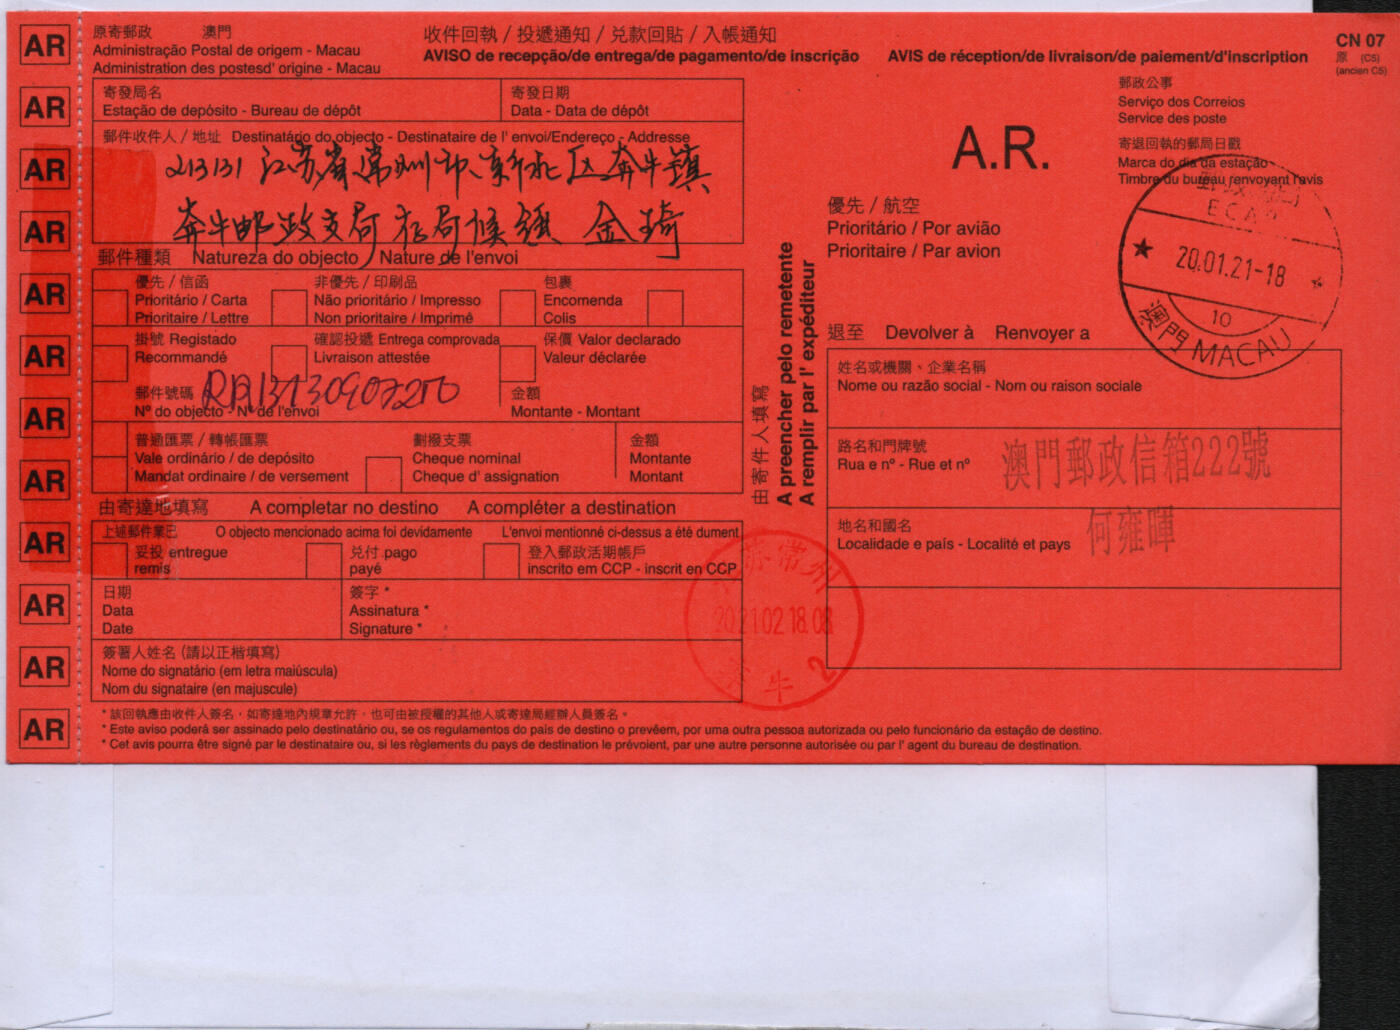 AR
AR
AR
AR
AR
AR
AR
AR
AR
AR
AR
AR
原寄郵政 澳門
Administração Postal de origem - Macau
Administration des postesd' origine - Macau
收件回執 / 投遞通知 / 兌款回貼 / 入帳通知
AVISO de recepção/de entrega/de pagamento/de inscrição
AVIS de réception/de livraison/de paiement/d'inscription
CN 07
原 (C5)
(ancien C5)
寄發局名
Estação de depósito - Bureau de dépôt
寄發日期
Data - Data de dépôt
郵件收件人 / 地址 Destinatário do objecto - Destinataire de l' envoi/Endereço - Addresse
213131 江苏省常州市新北区奔牛镇
奔牛邮政支局存局候领 金琦
郵件種類 Natureza do objecto / Nature de l'envoi
優先 / 信函
Prioritário / Carta
Prioritaire / Lettre
非優先 / 印刷品
Não prioritário / Impresso
Non prioritaire / Imprimé
包裹
Encomenda
Colis
掛號 Registado
Recommandé
確認投遞 Entrega comprovada
Livraison attestée
保價 Valor declarado
Valeur déclarée
郵件號碼
Nº do objecto - Nº de l'envoi
金額
Montante - Montant
普通匯票 / 轉帳匯票
Vale ordinário / de depósito
Mandat ordinaire / de versement
劃撥支票
Cheque nominal
Cheque d' assignation
金額
Montante
Montant
由寄達地填寫 A completar no destino A compléter a destination
上述郵件業已 O objecto mencionado acima foi devidamente L'envoi mentionné ci-dessus a été dument
妥投 entregue
remis
兌付 pago
payé
登入郵政活期帳戶
inscrito em CCP - inscrit en CCP
日期
Data
Date
簽字 *
Assinatura *
Signature *
簽署人姓名 (請以正楷填寫)
Nome do signatário (em letra maiúscula)
Nom du signataire (en majuscule)
* 該回執應由收件人簽名，如寄達地內規章允許，也可由被授權的其他人或寄達局經辦人員簽名。
* Este aviso poderá ser assinado pelo destinatário ou, se os regulamentos do país de destino o prevêem, por uma outra pessoa autorizada ou pelo funcionário da estação de destino.
* Cet avis pourra être signé par le destinataire ou, si les règlements du pays de destination le prévoient, par une autre personne autorisée ou par l' agent du bureau de destination.
由寄件人填寫
A preencher pelo remetente
A remplir par l' expéditeur
A.R.
郵政公事
Serviço dos Correios
Service des poste
寄退回執的郵局日戳
Marca do dia da estação
Timbre du bureau renvoyant l'avis
優先 / 航空
Prioritário / Por avião
Prioritaire / Par avion
20.01.21-18
10
澳門 MACAU
退至 Devolver à Renvoyer a
姓名或機關、企業名稱
Nome ou razão social - Nom ou raison sociale
路名和門牌號
Rua e nº - Rue et nº
澳門郵政信箱222號
地名和國名
Localidade e país - Localité et pays
何雍暉
常州
2021.02.18.08
牛 2